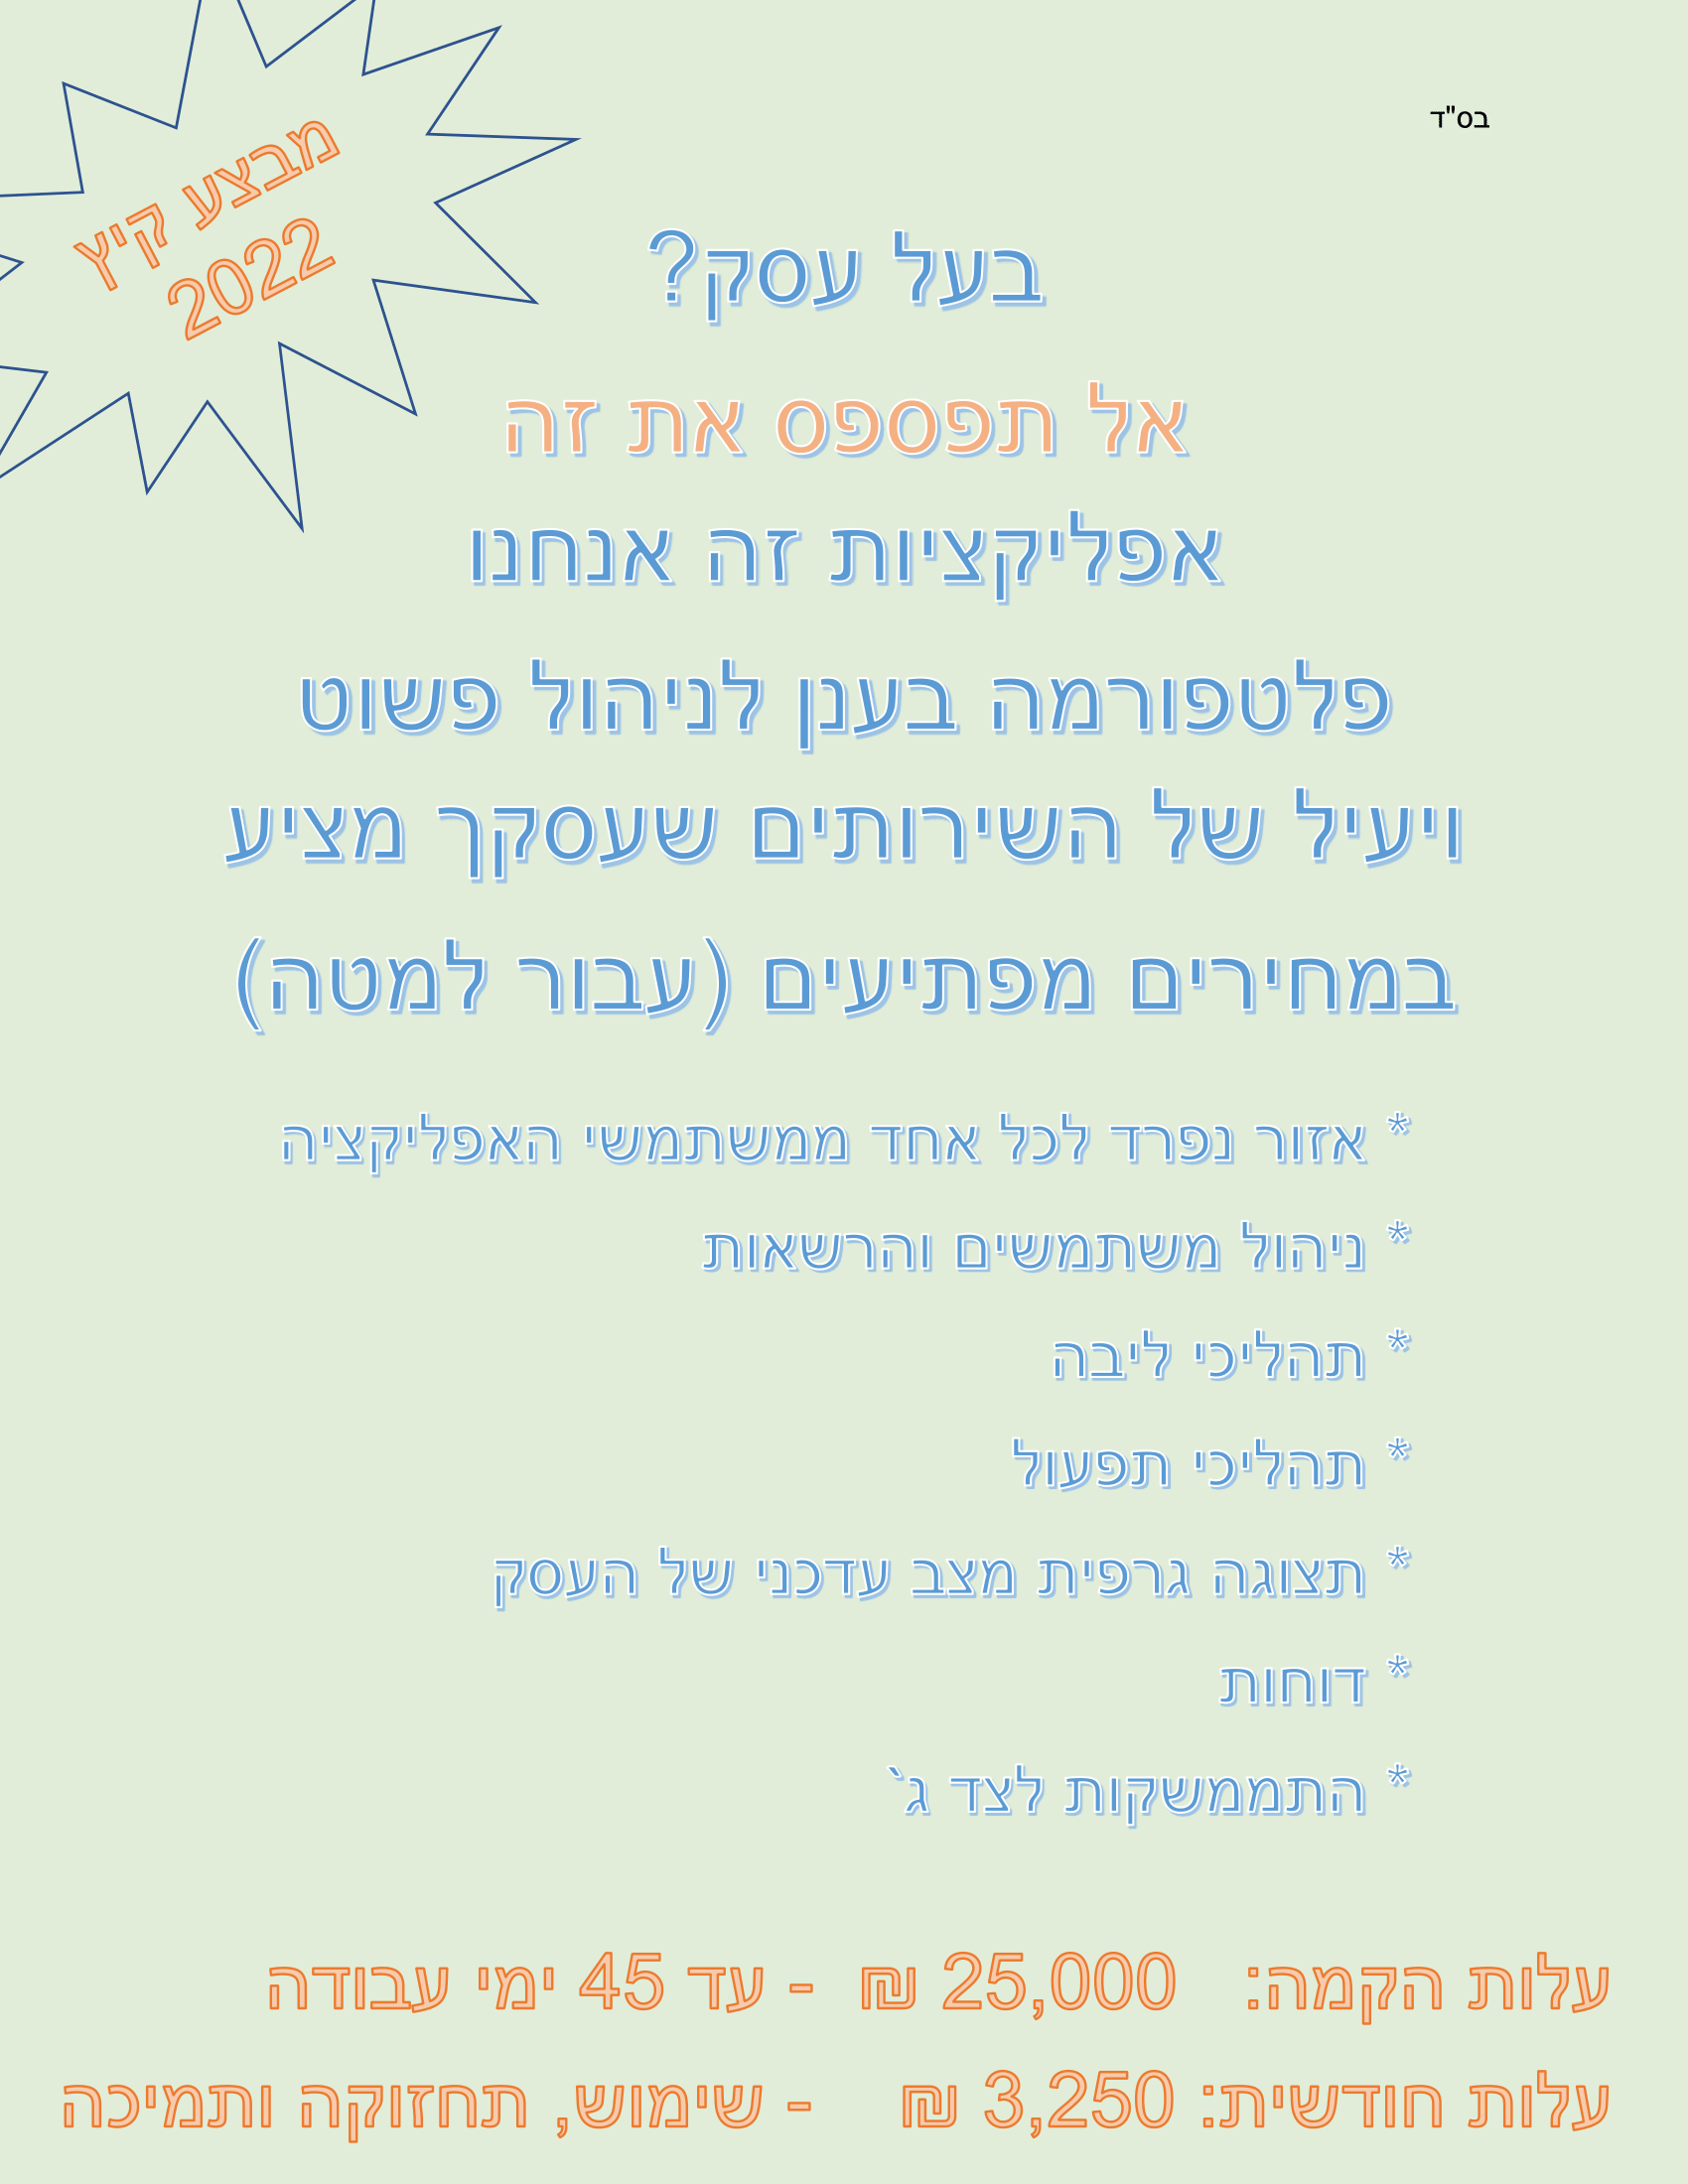 בס"ד
מבצע קיץ
2022
בעל עסק?
אל תפספס את זה
אפליקציות זה אנחנו
פלטפורמה בענן לניהול פשוט
ויעיל של השירותים שעסקך מציע
במחירים מפתיעים (עבור למטה)
* אזור נפרד לכל אחד ממשתמשי האפליקציה
* ניהול משתמשים והרשאות
* תהליכי ליבה
* תהליכי תפעול
* תצוגה גרפית מצב עדכני של העסק
* דוחות
* התממשקות לצד ג`
עלות הקמה: 25,000 ₪ - עד 45 ימי עבודה
עלות חודשית: 3,250 ₪ - שימוש, תחזוקה ותמיכה